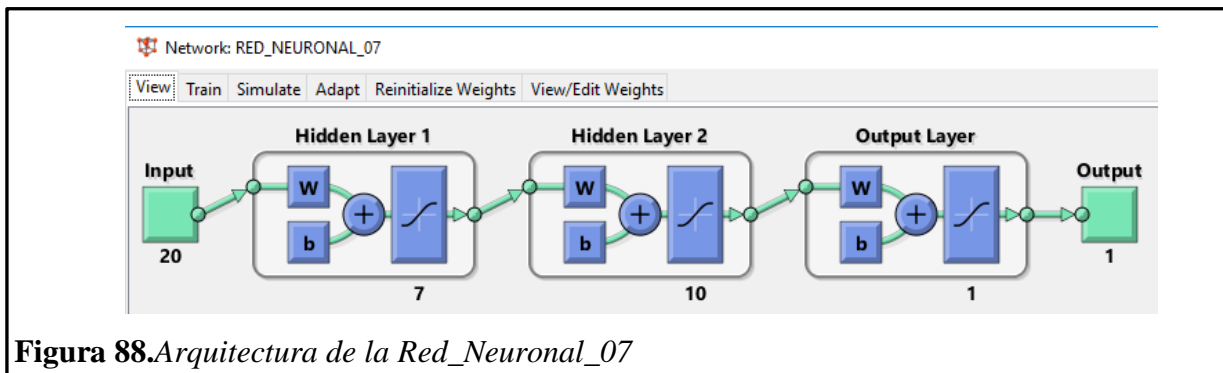 Network: RED_NEURONAL_07
View Train Simulate Adapt Reinitialize Weights View/Edit Weights
Hidden Layer 1 Hidden Layer 2 Output Layer
Input Output
W W W
b b b
20 1
7 10 1
Figura 88.Arquitectura de la Red_Neuronal_07